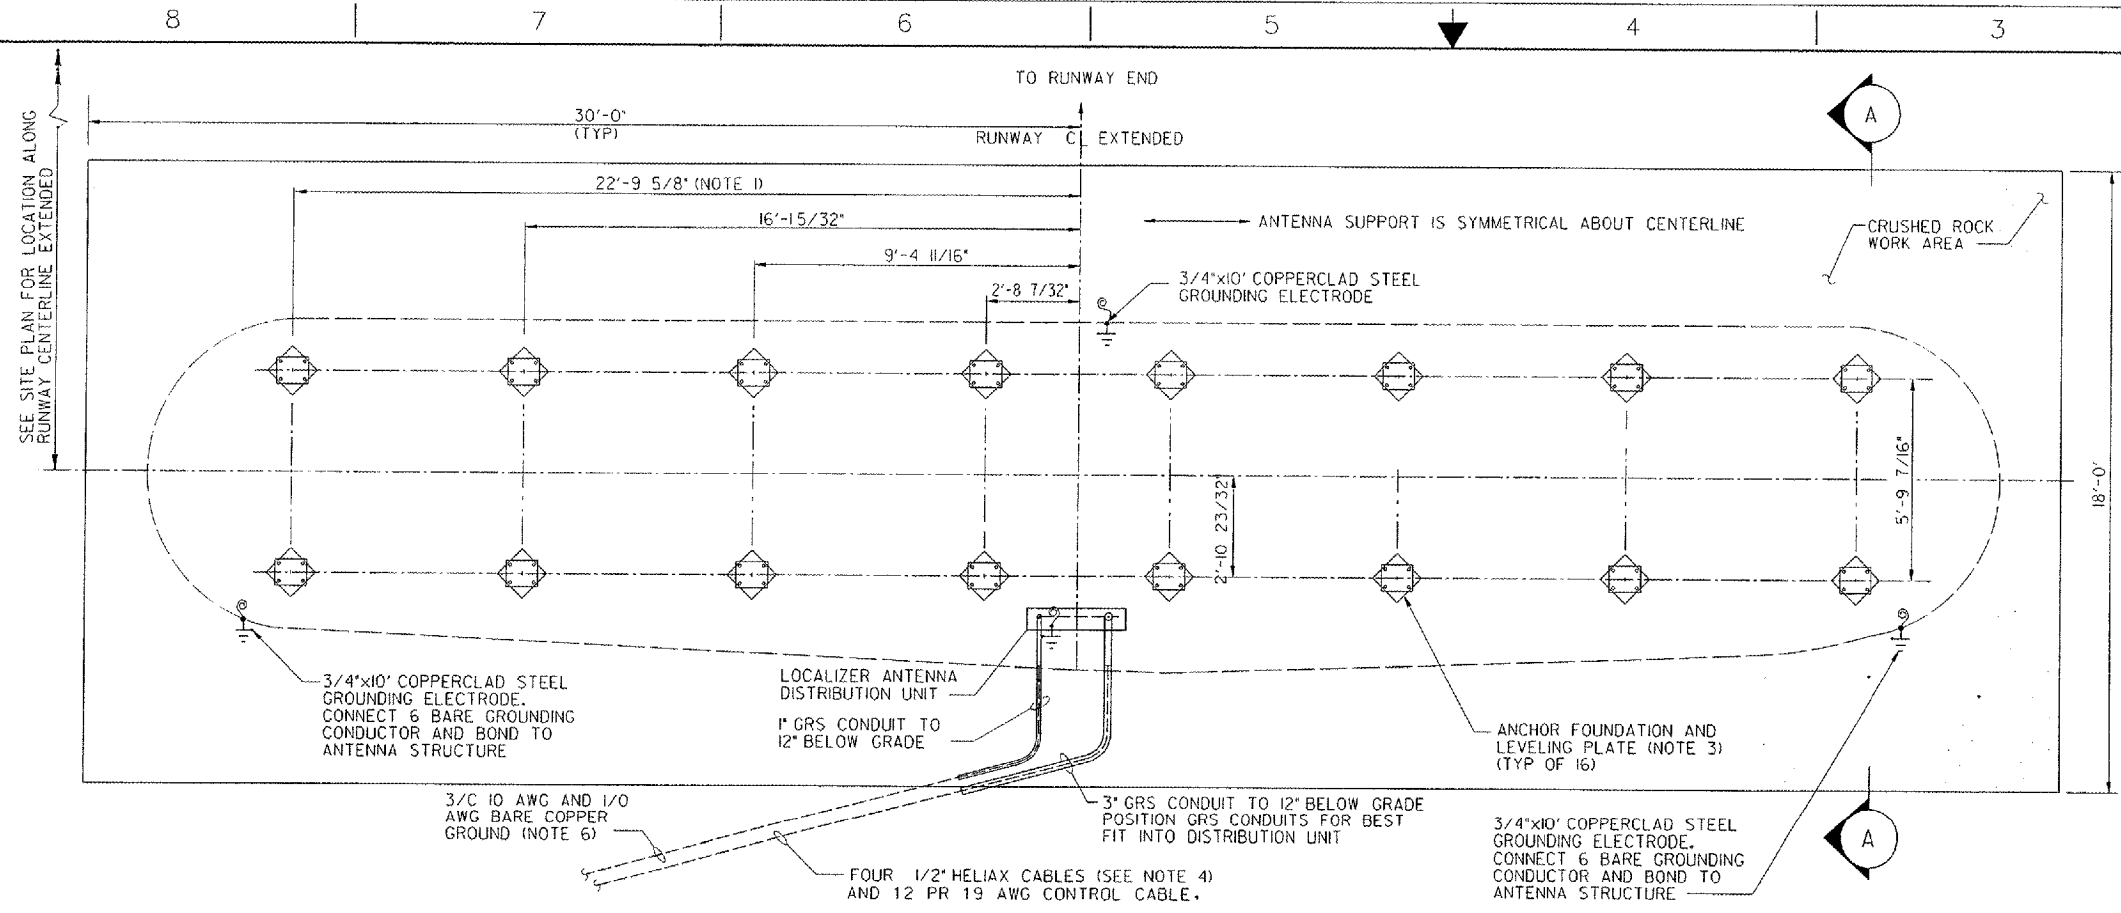 8 7 6 5 4 3
TO RUNWAY END
30'-0"
(TYP)
RUNWAY CL EXTENDED
A
SEE SITE PLAN FOR LOCATION ALONG
RUNWAY CENTERLINE EXTENDED
22'-9 5/8" (NOTE 1)
16'-1 5/32"
ANTENNA SUPPORT IS SYMMETRICAL ABOUT CENTERLINE
CRUSHED ROCK
WORK AREA
9'-4 11/16"
2'-8 7/32"
3/4"x10' COPPERCLAD STEEL
GROUNDING ELECTRODE
2'-10 23/32"
5'-9 7/16"
18'-0'
3/4"x10' COPPERCLAD STEEL
GROUNDING ELECTRODE.
CONNECT 6 BARE GROUNDING
CONDUCTOR AND BOND TO
ANTENNA STRUCTURE
LOCALIZER ANTENNA
DISTRIBUTION UNIT
1" GRS CONDUIT TO
12" BELOW GRADE
ANCHOR FOUNDATION AND
LEVELING PLATE (NOTE 3)
(TYP OF 16)
3/C 10 AWG AND 1/0
AWG BARE COPPER
GROUND (NOTE 6)
3" GRS CONDUIT TO 12" BELOW GRADE
POSITION GRS CONDUITS FOR BEST
FIT INTO DISTRIBUTION UNIT
FOUR 1/2" HELIAX CABLES (SEE NOTE 4)
AND 12 PR 19 AWG CONTROL CABLE.
3/4"x10' COPPERCLAD STEEL
GROUNDING ELECTRODE.
CONNECT 6 BARE GROUNDING
CONDUCTOR AND BOND TO
ANTENNA STRUCTURE
A